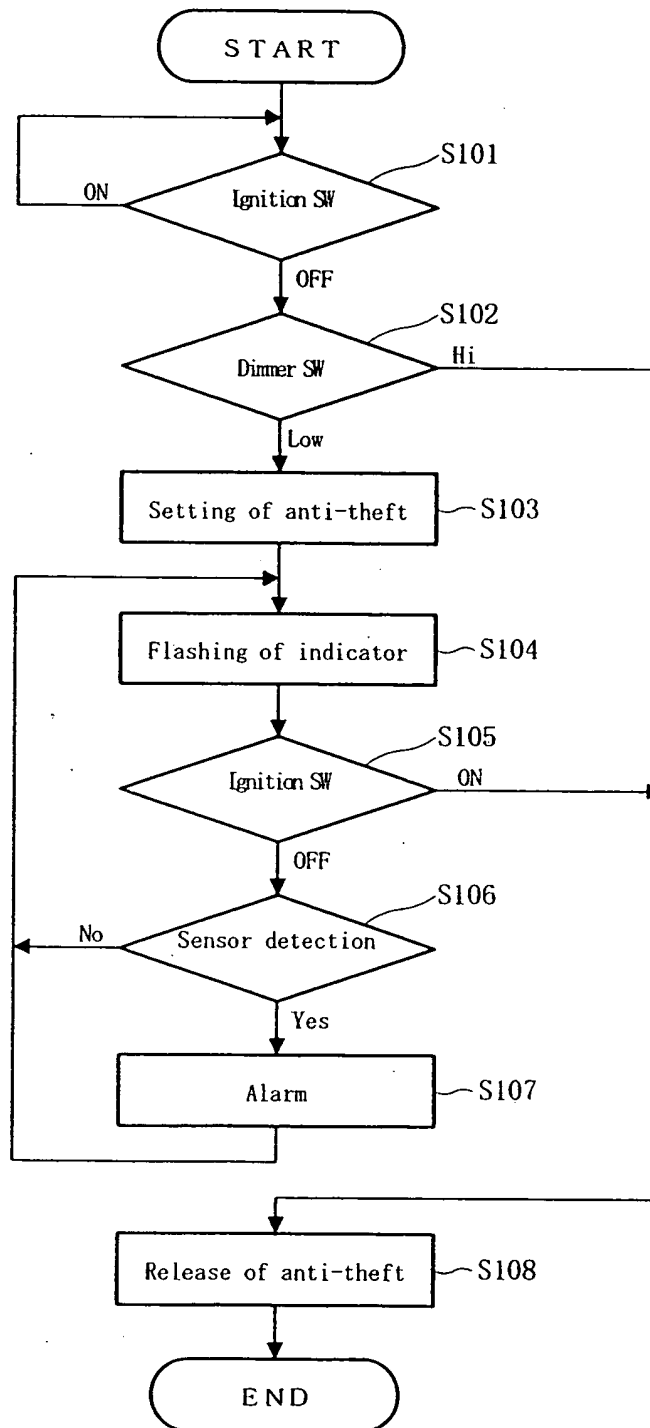 START
S101
Ignition SW
ON
OFF
S102
Dimmer SW
Hi
Low
Setting of anti-theft
S103
Flashing of indicator
S104
S105
Ignition SW
ON
OFF
S106
No
Sensor detection
Yes
Alarm
S107
Release of anti-theft
S108
END